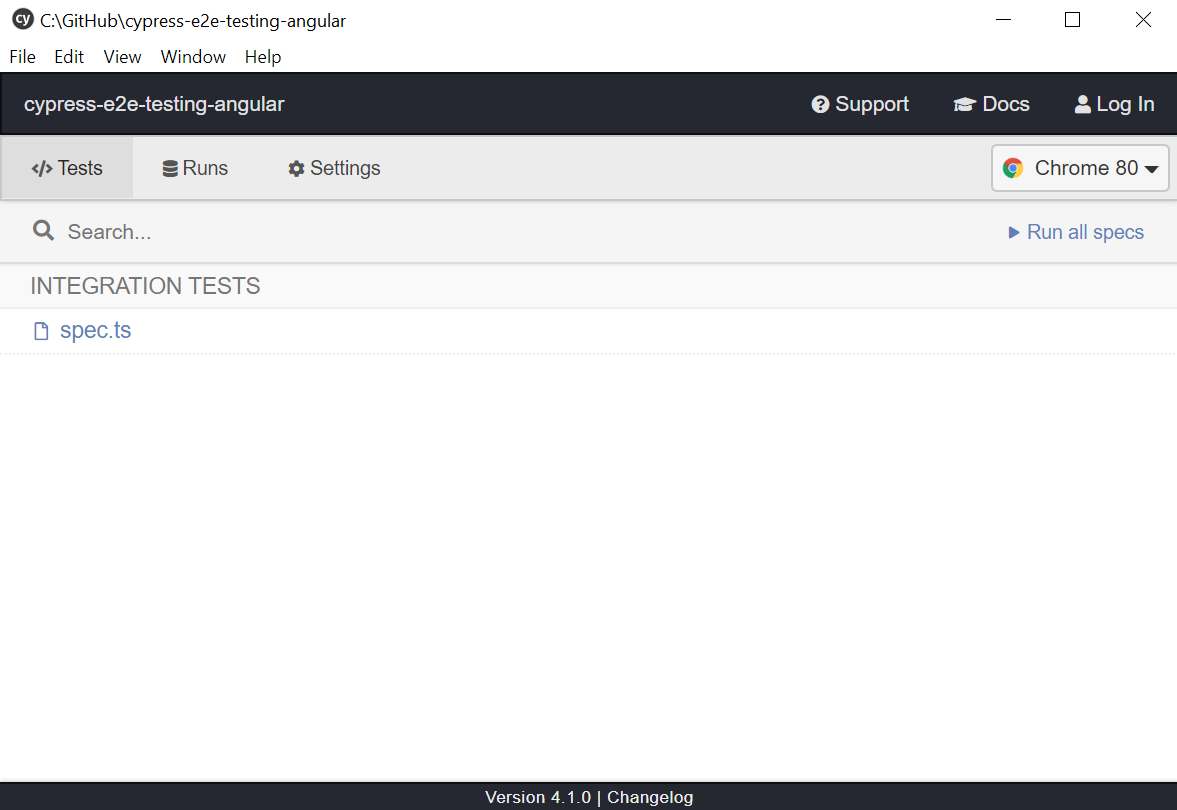 cy C:\GitHub\cypress-e2e-testing-angular
File Edit View Window Help
cypress-e2e-testing-angular Support Docs Log In
Tests Runs Settings Chrome 80
Search... Run all specs
INTEGRATION TESTS
spec.ts
Version 4.1.0 | Changelog